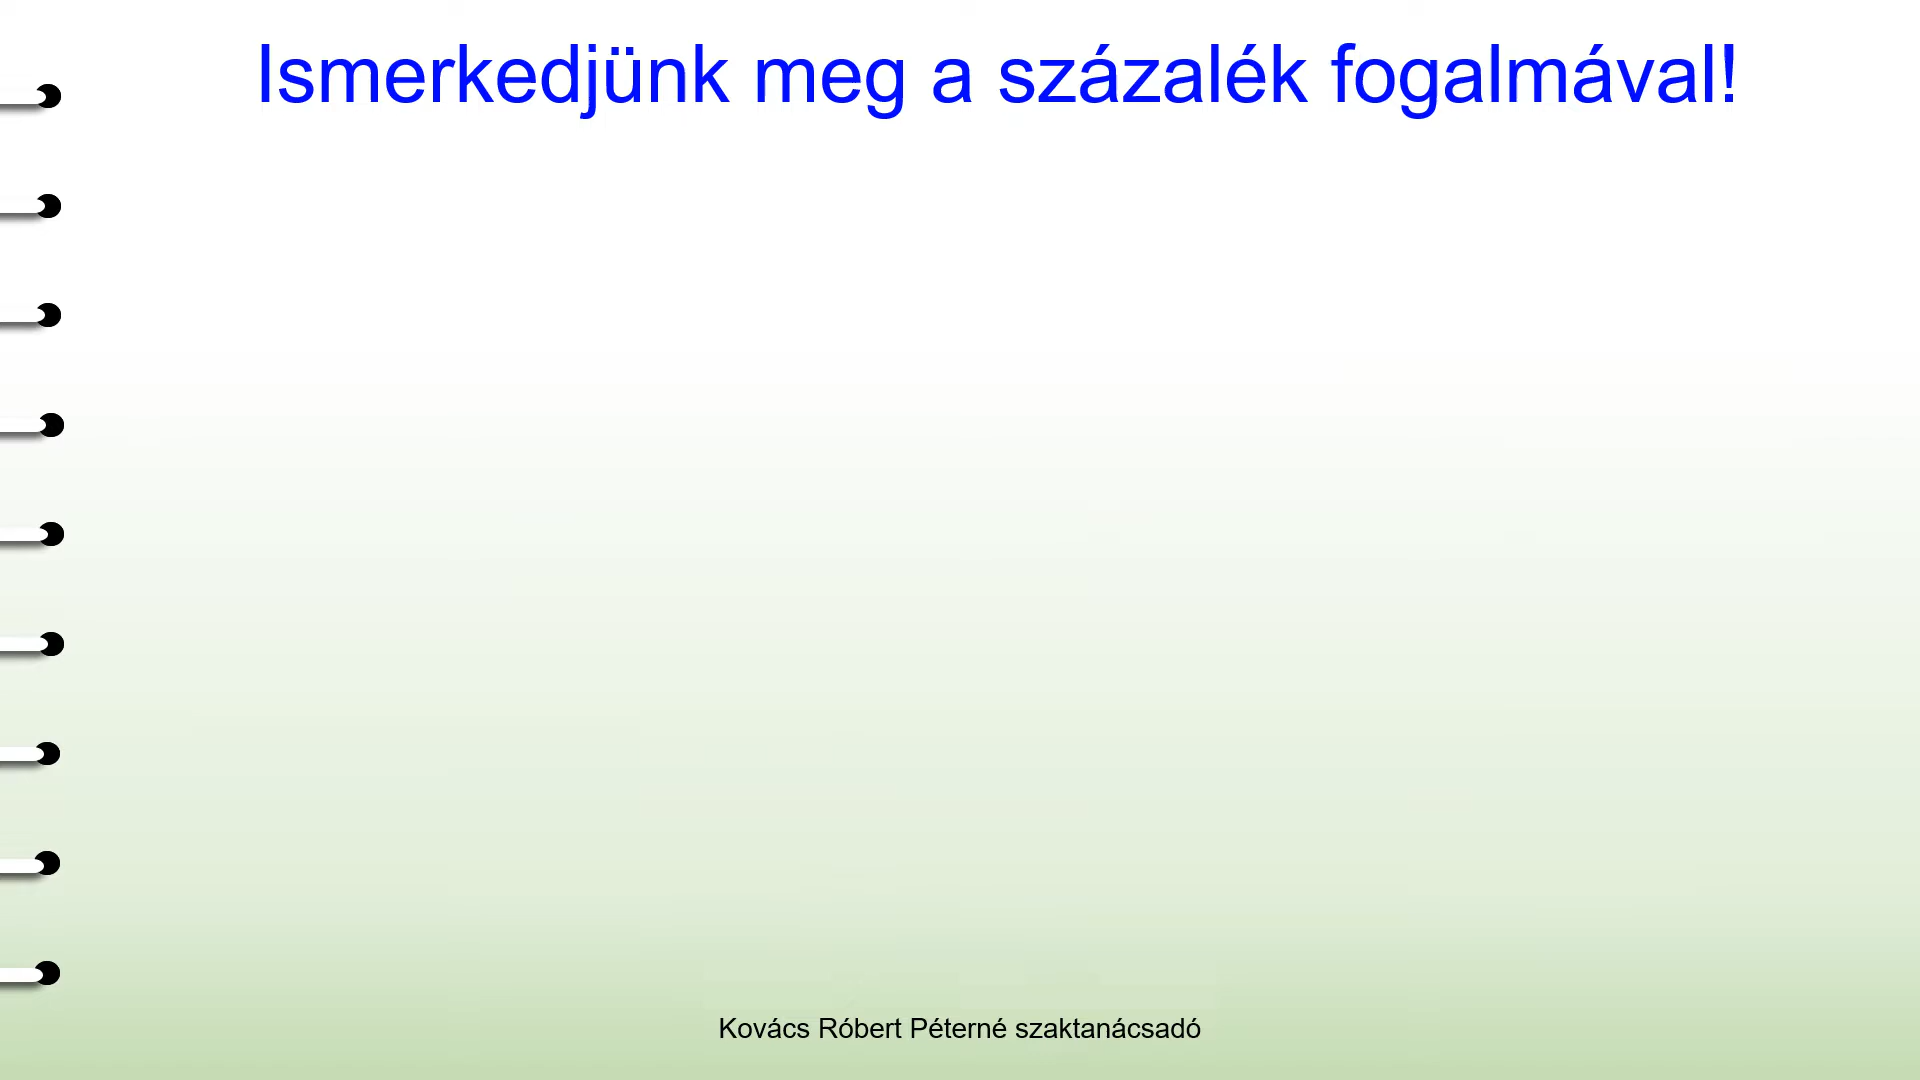 Ismerkedjünk meg a százalék fogalmával!
Kovács Róbert Péterné szaktanácsadó